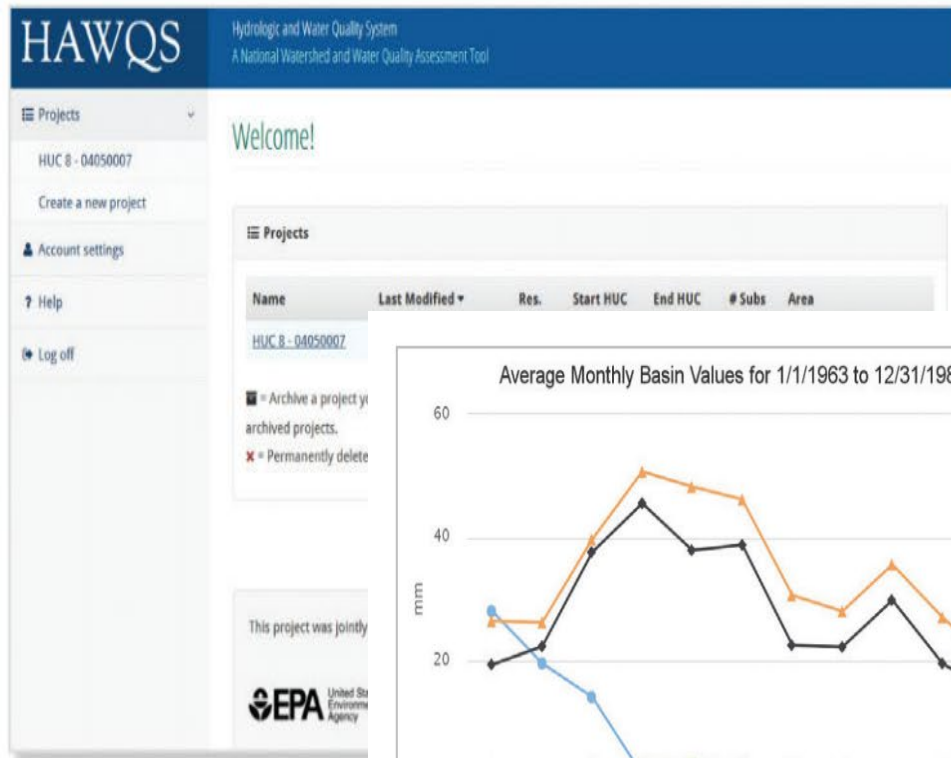 HAWQS
Hydrologic and Water Quality System
A National Watershed and Water Quality Assessment Tool
Projects
HUC 8 - 04050007
Create a new project
Account settings
? Help
Log off
Welcome!
Projects
Name Last Modified Res. Start HUC End HUC # Subs Area
HUC 8 - 04050007
= Archive a project
archived projects.
x = Permanently delete
This project was jointly
EPA
United
Agency
Average Monthly Basin Values for 1/1/1963 to 12/31/198
60
40
20
mm